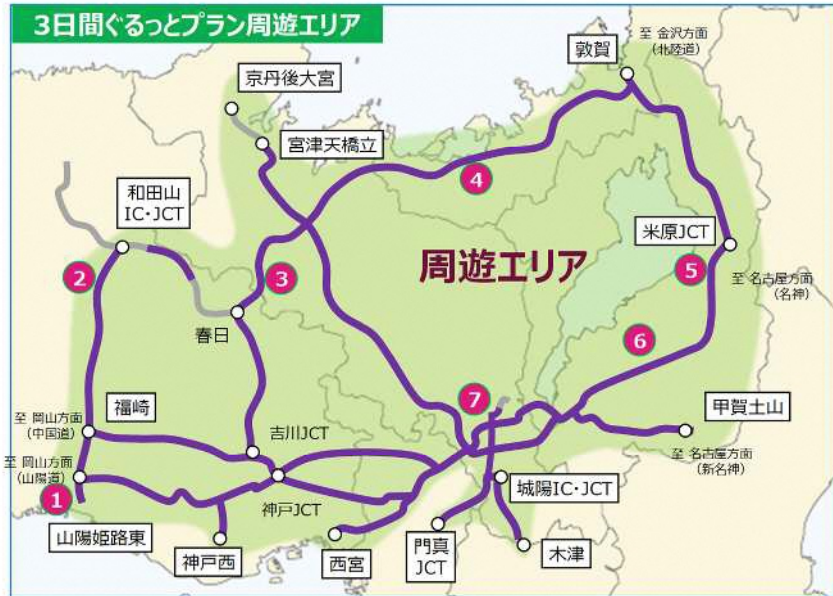 3日間ぐるっとプラン周遊エリア
至 金沢方面
(北陸道)
敦賀
京丹後大宮
宮津天橋立
4
和田山
IC・JCT
米原JCT
2
3
周遊エリア
5
至 名古屋方面
(名神)
春日
6
7
甲賀土山
至 岡山方面
(中国道)
福崎
吉川JCT
至 名古屋方面
(新名神)
至 岡山方面
(山陽道)
1
神戸JCT
城陽IC・JCT
山陽姫路東
神戸西
西宮
門真
JCT
木津